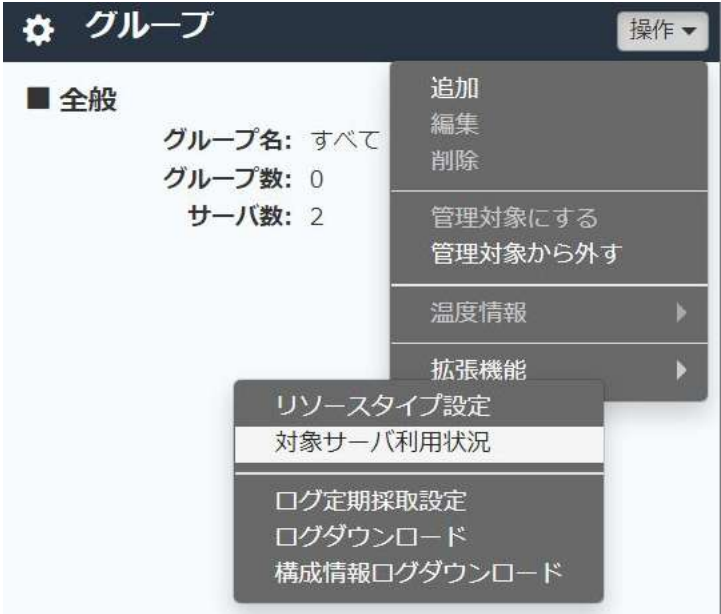 グループ
操作
■ 全般
グループ名: すべて
グループ数: 0
サーバ数: 2
追加
編集
削除
管理対象にする
管理対象から外す
温度情報
拡張機能
リソースタイプ設定
対象サーバ利用状況
ログ定期採取設定
ログダウンロード
構成情報ログダウンロード